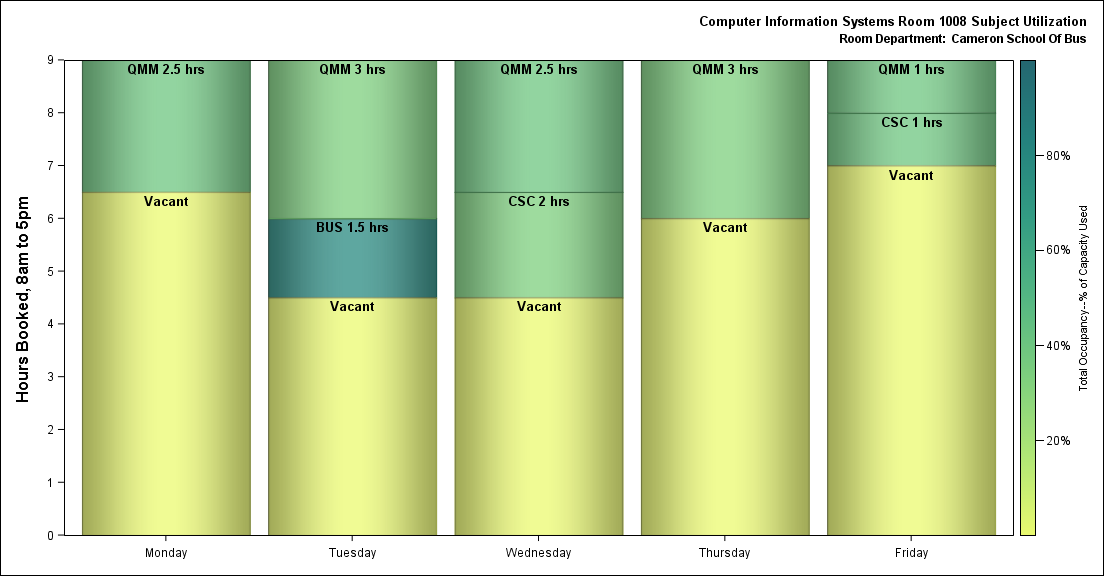 Computer Information Systems Room 1008 Subject Utilization
Room Department: Cameron School Of Bus
Hours Booked, 8am to 5pm
9
8
7
6
5
4
3
2
1
0
QMM 2.5 hrs
Vacant
QMM 3 hrs
BUS 1.5 hrs
Vacant
QMM 2.5 hrs
CSC 2 hrs
Vacant
QMM 3 hrs
Vacant
QMM 1 hrs
CSC 1 hrs
Vacant
Monday
Tuesday
Wednesday
Thursday
Friday
80%
60%
40%
20%
Total Occupancy--% of Capacity Used